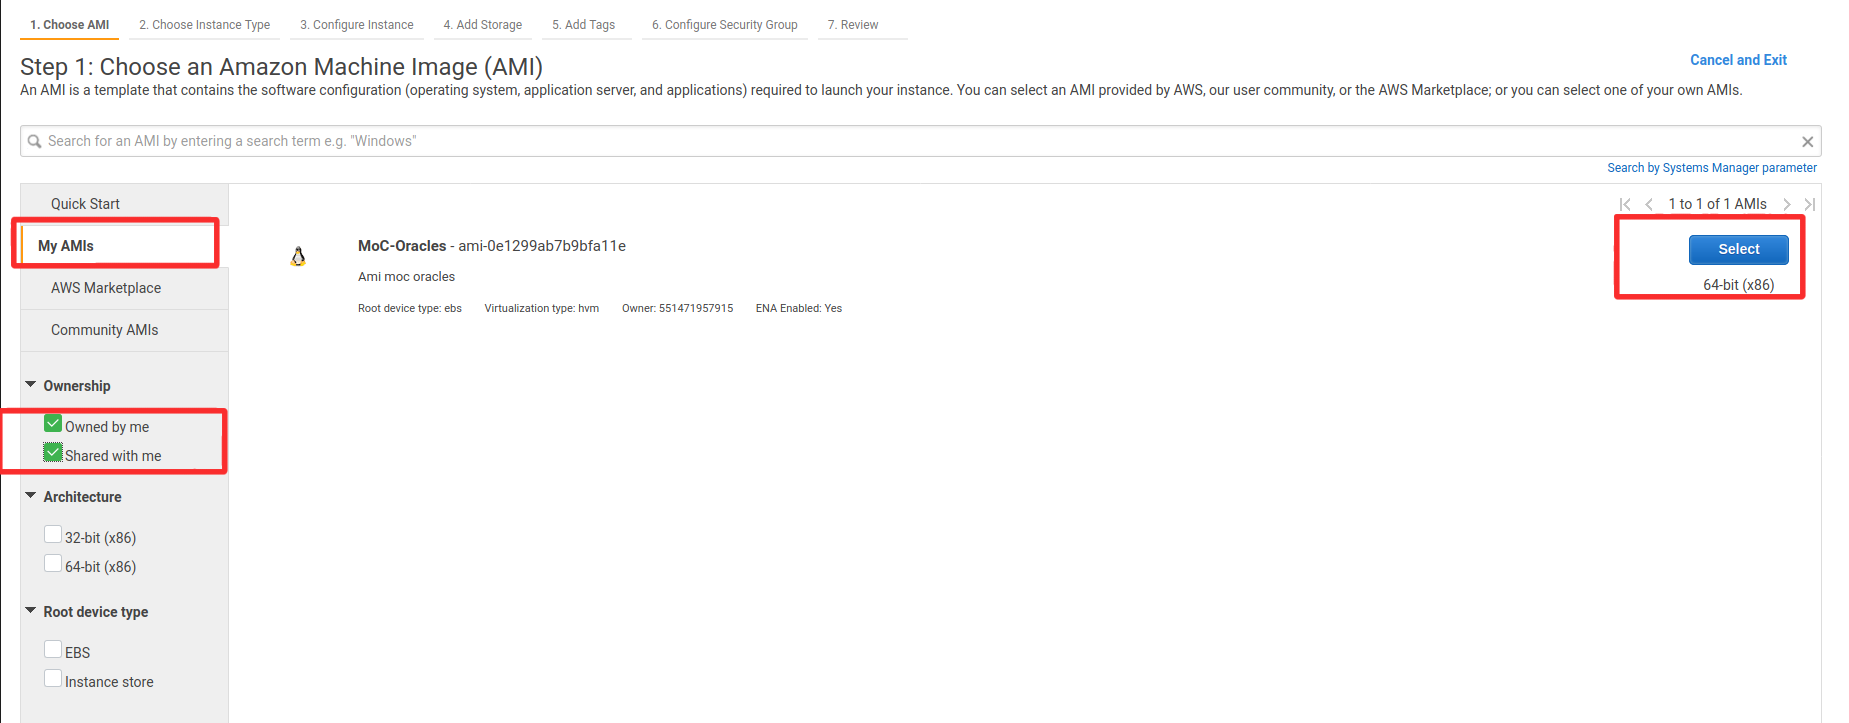 1. Choose AMI 2. Choose Instance Type 3. Configure Instance 4. Add Storage 5. Add Tags 6. Configure Security Group 7. Review
Step 1: Choose an Amazon Machine Image (AMI)
Cancel and Exit
An AMI is a template that contains the software configuration (operating system, application server, and applications) required to launch your instance. You can select an AMI provided by AWS, our user community, or the AWS Marketplace; or you can select one of your own AMIs.
Search for an AMI by entering a search term e.g. "Windows"
Search by Systems Manager parameter
Quick Start
My AMIs
AWS Marketplace
Community AMIs
Ownership
Owned by me
Shared with me
Architecture
32-bit (x86)
64-bit (x86)
Root device type
EBS
Instance store
1 to 1 of 1 AMIs
MoC-Oracles - ami-0e1299ab7b9bfa11e
Ami moc oracles
Root device type: ebs Virtualization type: hvm Owner: 551471957915 ENA Enabled: Yes
Select
64-bit (x86)